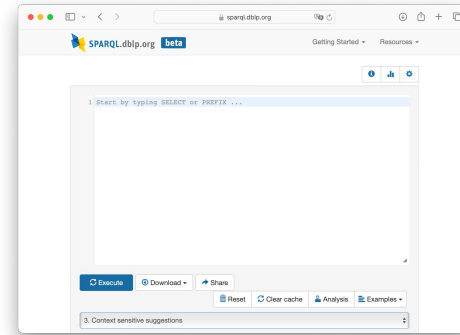 sparql.dblp.org
SPARQL.dblp.org beta
Getting Started
Resources
1 Start by typing SELECT or PREFIX ...
Execute
Download
Share
Reset
Clear cache
Analysis
Examples
3. Context sensitive suggestions